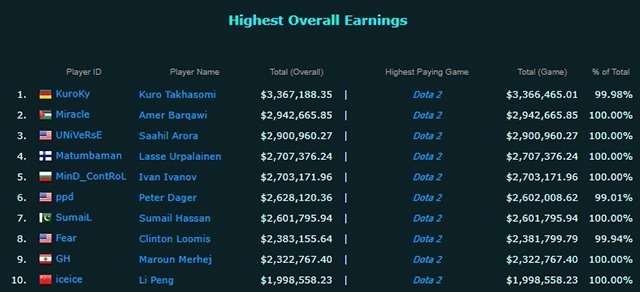 Highest Overall Earnings
Player ID Player Name Total (Overall) Highest Paying Game Total (Game) % of Total
1. KuroKy Kuro Takhasomi $3,367,188.35 | Dota 2 $3,366,465.01 99.98%
2. Miracle Amer Barqawi $2,942,665.85 | Dota 2 $2,942,665.85 100.00%
3. UNiVeRsE Saahil Arora $2,900,960.27 | Dota 2 $2,900,960.27 100.00%
4. Matumbaman Lasse Urpalainen $2,707,376.24 | Dota 2 $2,707,376.24 100.00%
5. MinD_ContRoL Ivan Ivanov $2,703,171.96 | Dota 2 $2,703,171.96 100.00%
6. ppd Peter Dager $2,628,120.36 | Dota 2 $2,602,008.62 99.01%
7. SumaiL Sumail Hassan $2,601,795.94 | Dota 2 $2,601,795.94 100.00%
8. Fear Clinton Loomis $2,383,155.64 | Dota 2 $2,381,799.79 99.94%
9. GH Maroun Merhej $2,322,767.40 | Dota 2 $2,322,767.40 100.00%
10. iceice Li Peng $1,998,558.23 | Dota 2 $1,998,558.23 100.00%